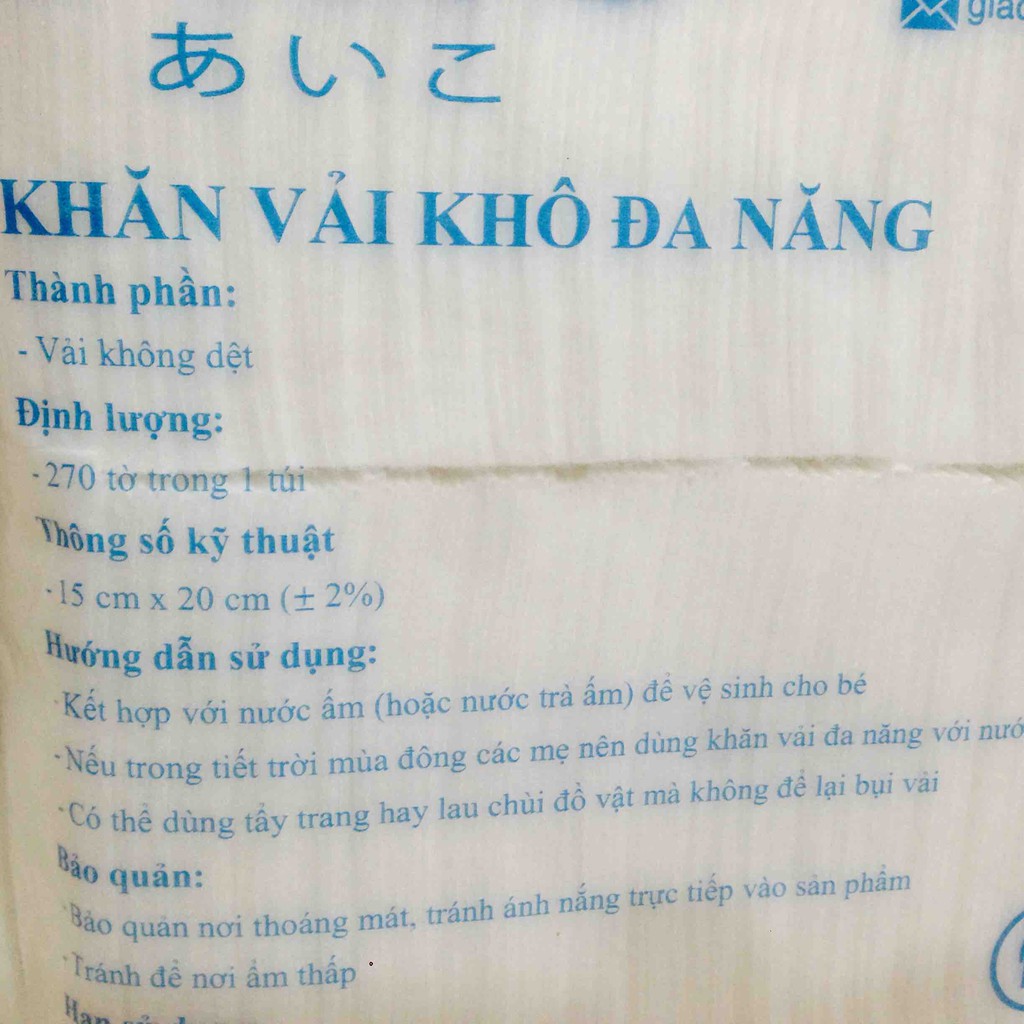 あいこ
KHĂN VẢI KHÔ ĐA NĂNG
Thành phần:
- Vải không dệt
Định lượng:
-270 tờ trong 1 túi
Thông số kỹ thuật
-15 cm x 20 cm (± 2%)
Hướng dẫn sử dụng:
-Kết hợp với nước ấm (hoặc nước trà ấm) để vệ sinh cho bé
-Nếu trong tiết trời mùa đông các mẹ nên dùng khăn vải đa năng với
-Có thể dùng tẩy trang hay lau chùi đồ vật mà không để lại bụi vải
Bảo quản:
-Bảo quản nơi thoáng mát, tránh ánh nắng trực tiếp vào sản phẩm
-Tránh để nơi ẩm thấp